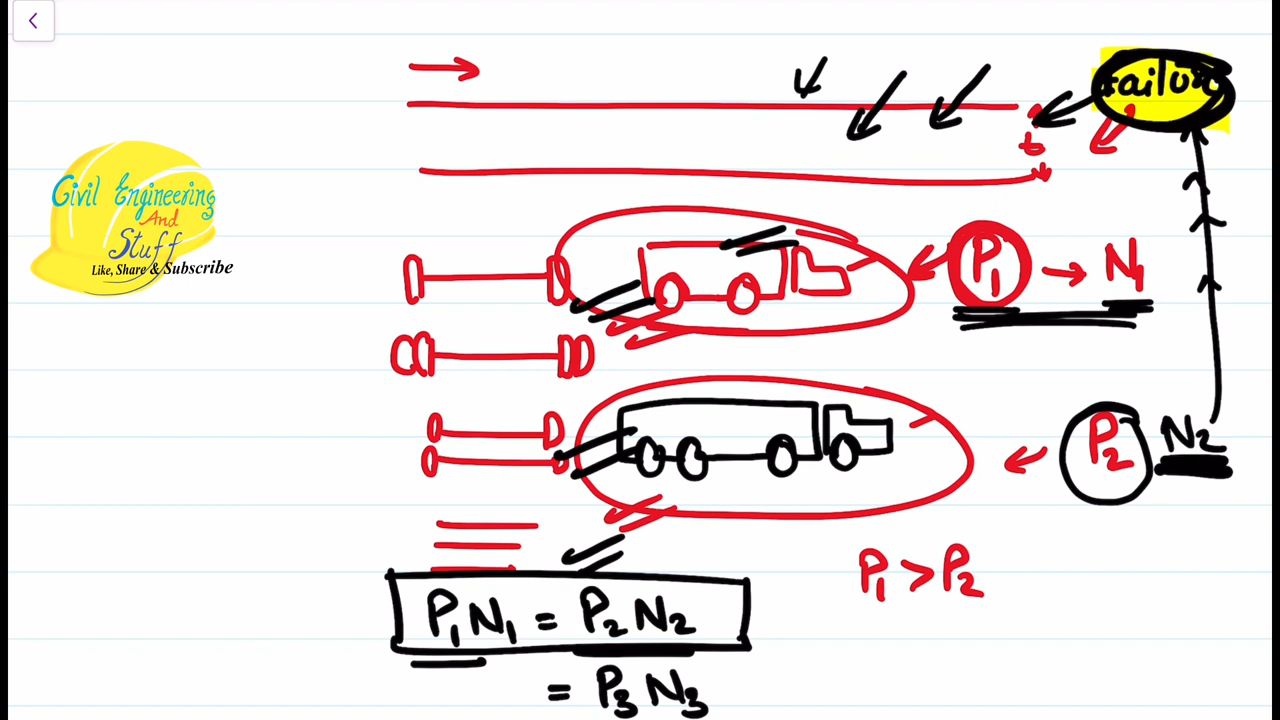 failure
t
Civil Engineering
And
Stuff
Like, Share & Subscribe
P1 → N1
P2 N2
P1 > P2
P1N1 = P2N2
= P3N3